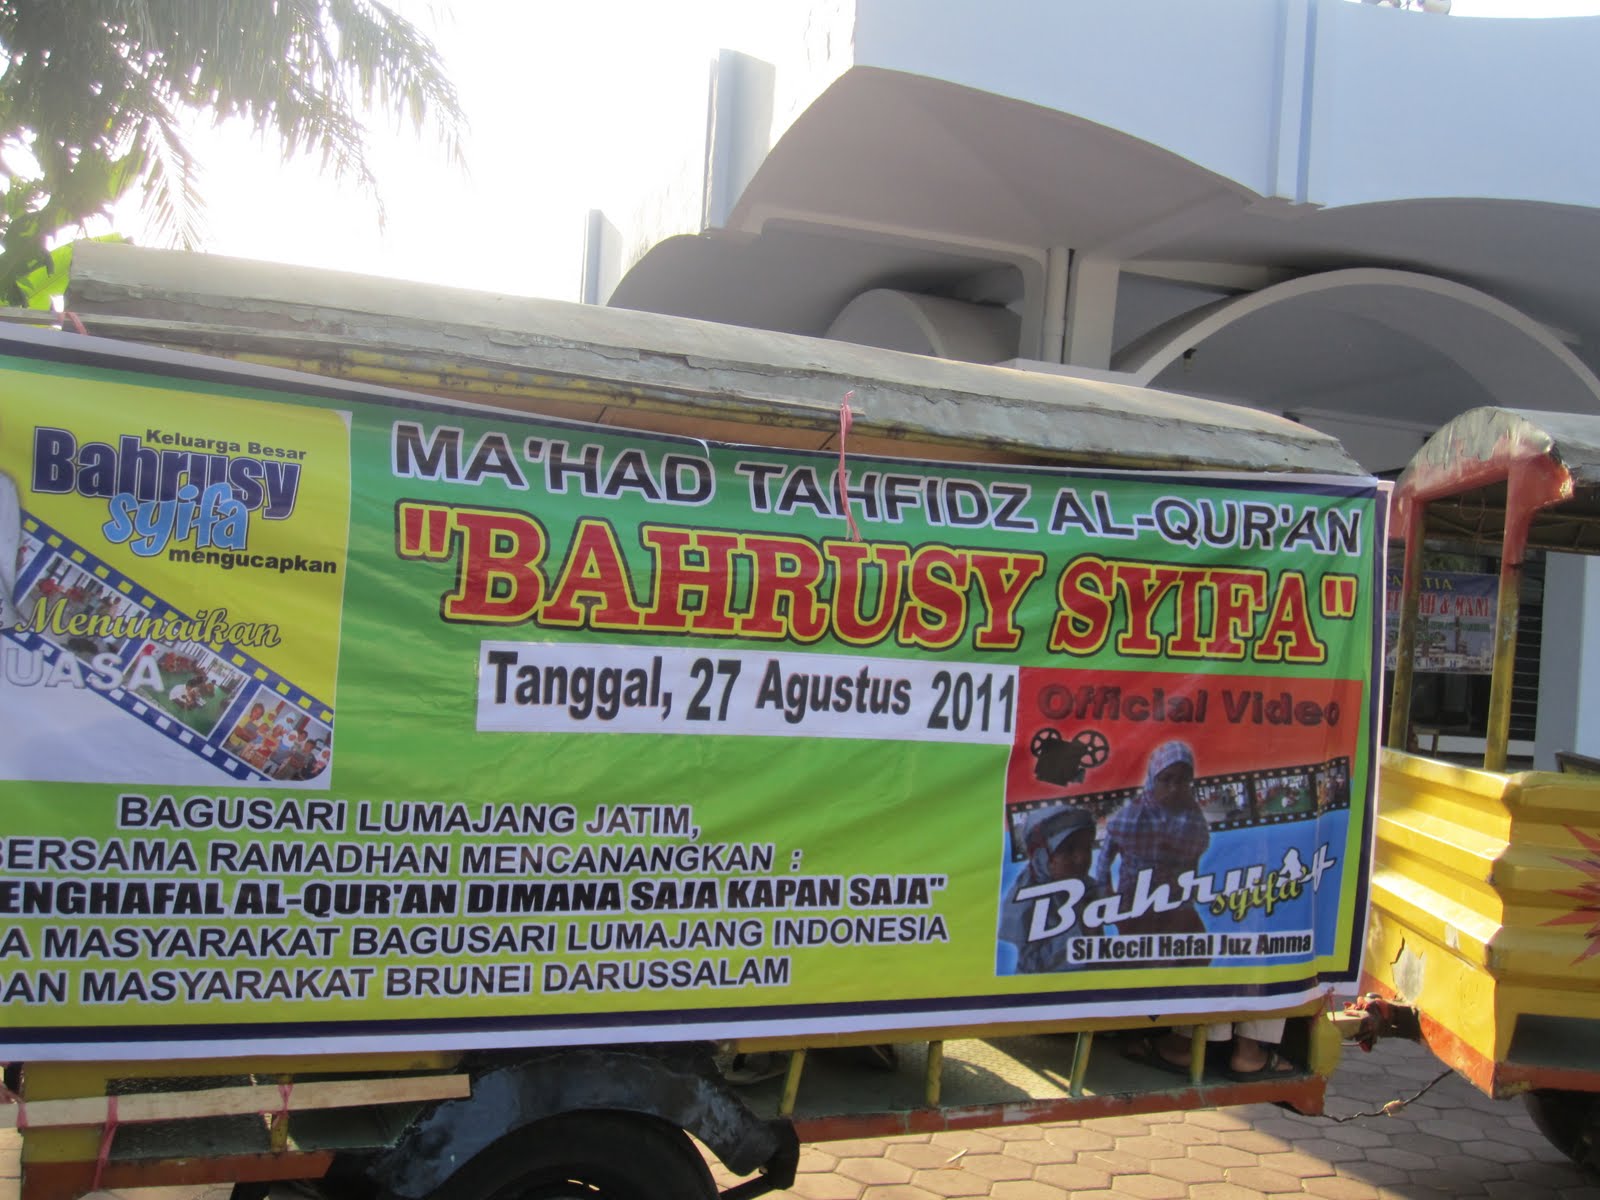 Keluarga Besar
Bahrusy
syifa
mengucapkan
Menunaikan
MA'HAD TAHFIDZ AL-QUR'AN
"BAHRUSY SYIFA"
Tanggal, 27 Agustus 2011
Official Video
Bahrusy
syifa
Si Kecil Hafal Juz Amma
BAGUSARI LUMAJANG JATIM,
BERSAMA RAMADHAN MENCANANGKAN :
ENGHAFAL AL-QUR'AN DIMANA SAJA KAPAN SAJA"
A MASYARAKAT BAGUSARI LUMAJANG INDONESIA
DAN MASYARAKAT BRUNEI DARUSSALAM